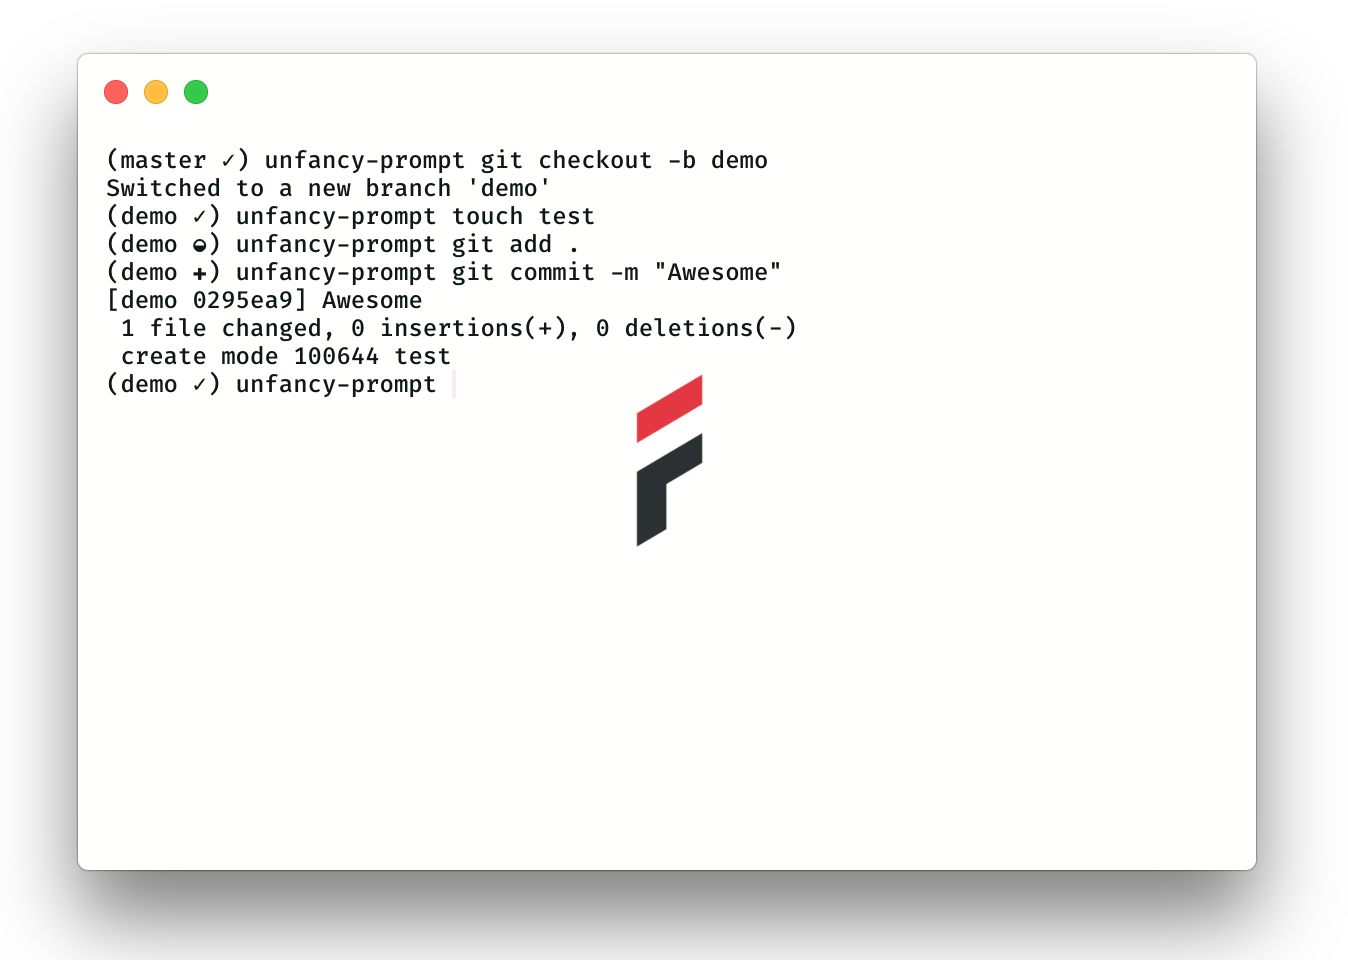 (master ✓) unfancy-prompt git checkout -b demo
Switched to a new branch 'demo'
(demo ✓) unfancy-prompt touch test
(demo ◒) unfancy-prompt git add .
(demo ✚) unfancy-prompt git commit -m "Awesome"
[demo 0295ea9] Awesome
 1 file changed, 0 insertions(+), 0 deletions(-)
 create mode 100644 test
(demo ✓) unfancy-prompt